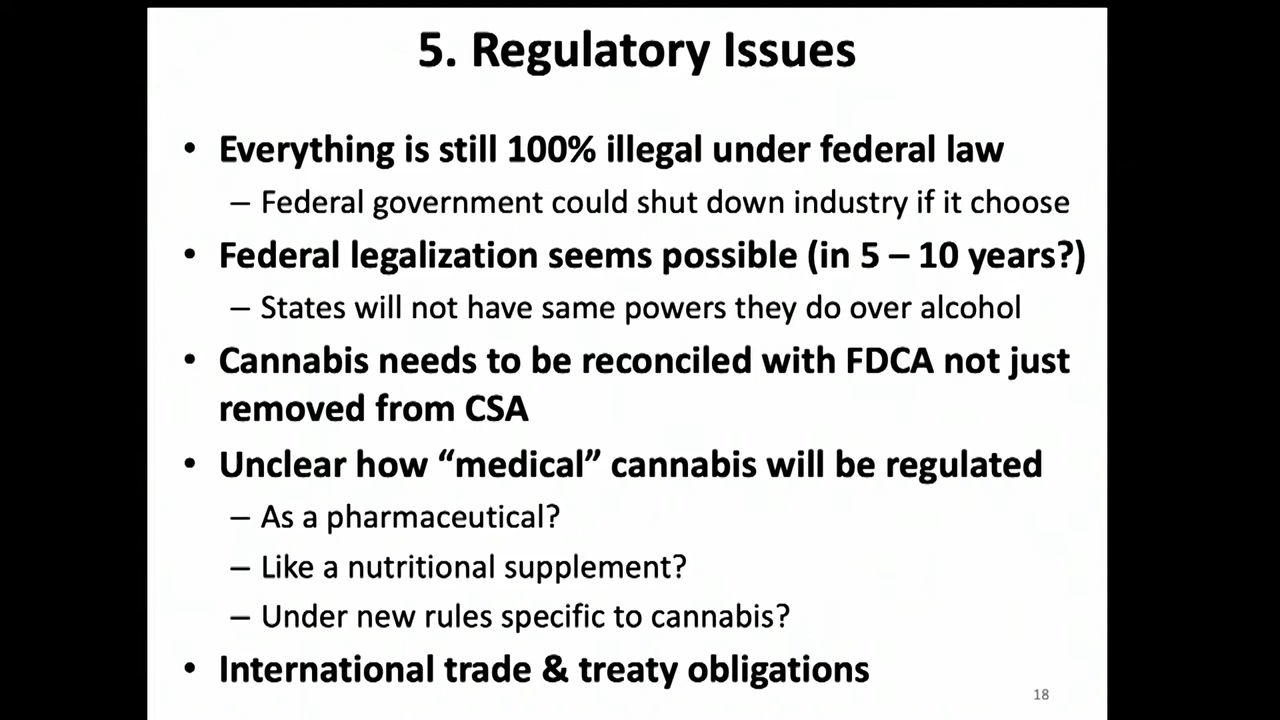 5. Regulatory Issues
• Everything is still 100% illegal under federal law
– Federal government could shut down industry if it choose
• Federal legalization seems possible (in 5 – 10 years?)
– States will not have same powers they do over alcohol
• Cannabis needs to be reconciled with FDCA not just
removed from CSA
• Unclear how “medical” cannabis will be regulated
– As a pharmaceutical?
– Like a nutritional supplement?
– Under new rules specific to cannabis?
• International trade & treaty obligations
18